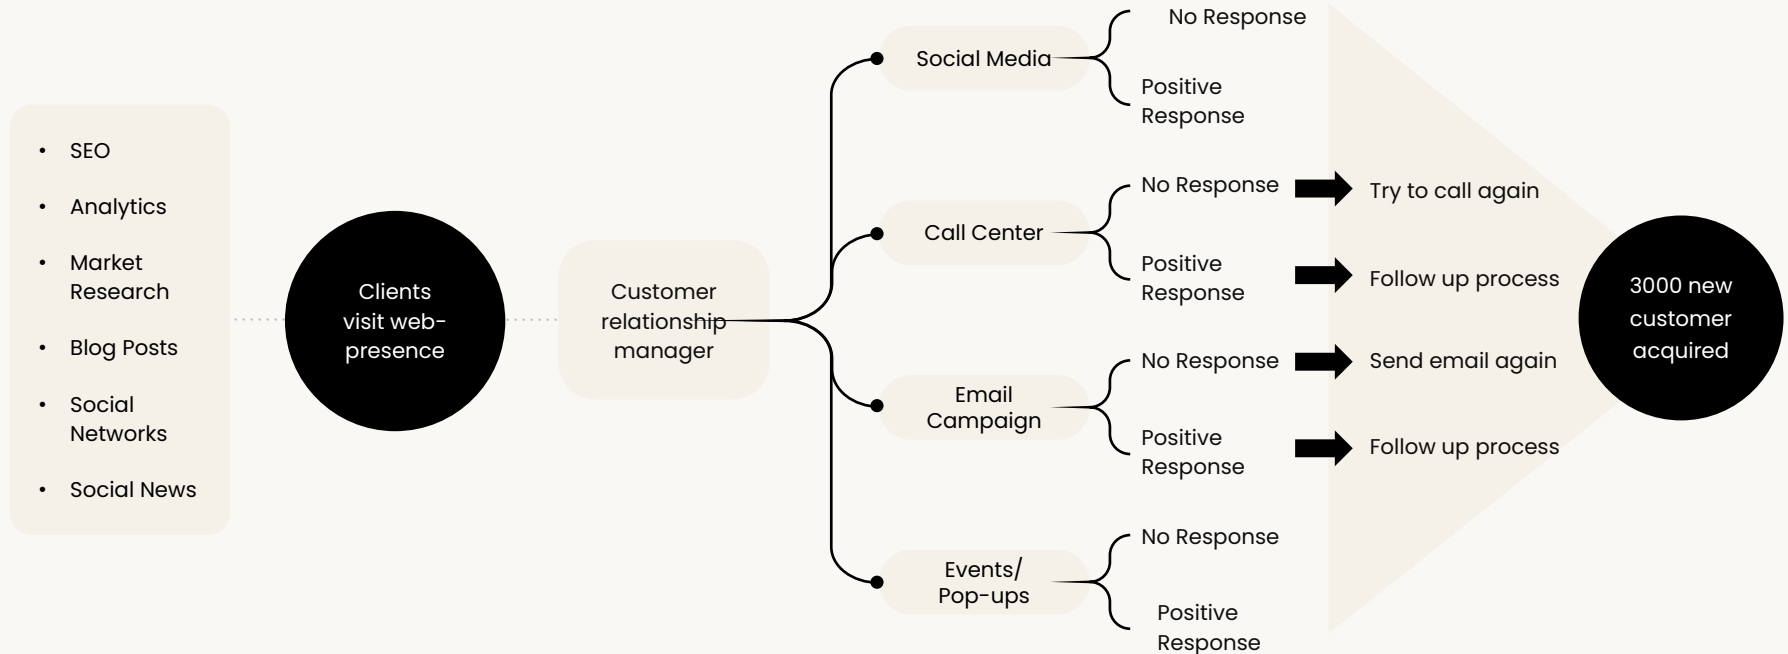 • SEO
• Analytics
• Market
Research
• Blog Posts
• Social
Networks
• Social News
Clients
visit web-
presence
Customer
relationship
manager
Social Media
No Response
Positive
Response
Call Center
No Response
Try to call again
Positive
Response
Follow up process
Email
Campaign
No Response
Send email again
Positive
Response
Follow up process
Events/
Pop-ups
No Response
Positive
Response
3000 new
customer
acquired